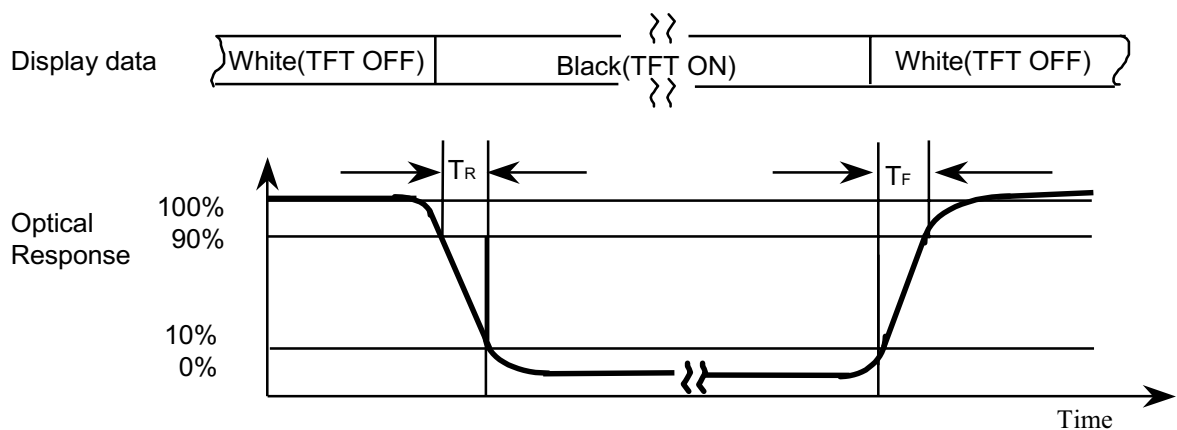 Display data
White(TFT OFF)
Black(TFT ON)
White(TFT OFF)
TR
TF
Optical
Response
100%
90%
10%
0%
Time